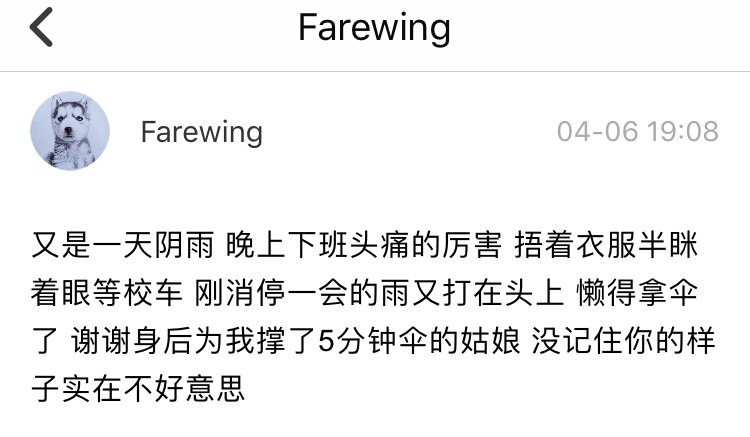 Farewing
Farewing
04-06 19:08
又是一天阴雨 晚上下班头痛的厉害 捂着衣服半眯
着眼等校车 刚消停一会的雨又打在头上 懒得拿伞
了 谢谢身后为我撑了5分钟伞的姑娘 没记住你的样
子实在不好意思